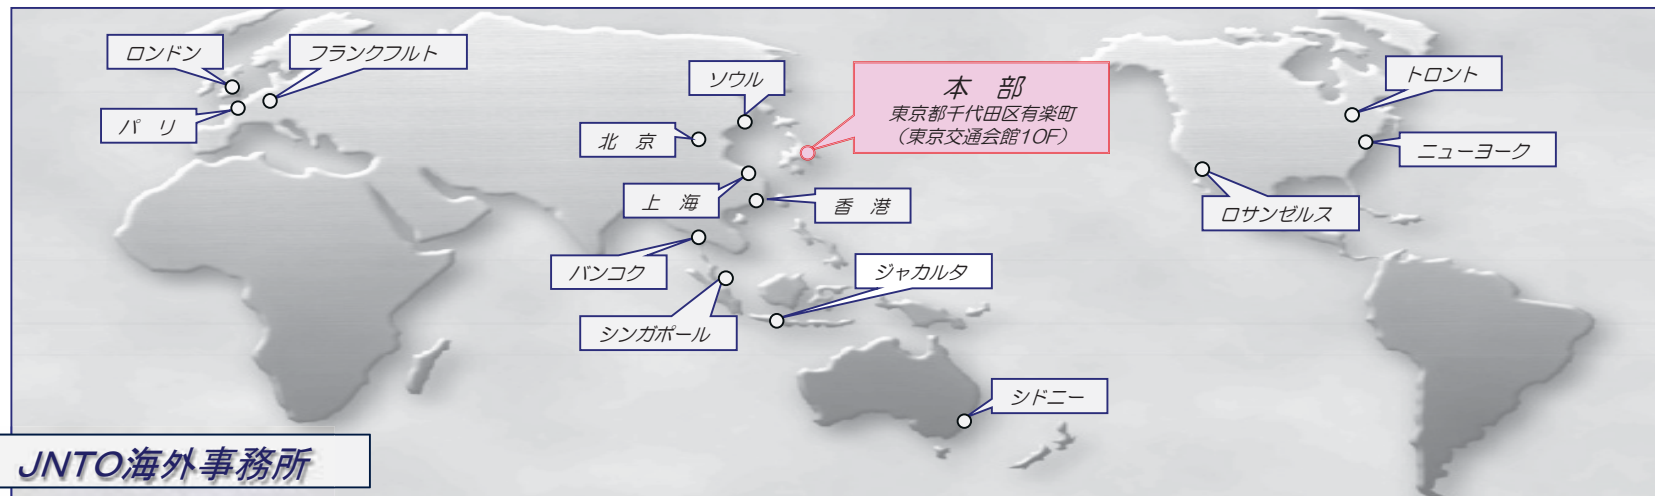 ロンドン
フランクフルト
パ リ
ソウル
北 京
本 部
東京都千代田区有楽町
（東京交通会館10F）
トロント
ニューヨーク
上 海
香 港
ロサンゼルス
バンコク
ジャカルタ
シンガポール
シドニー
JNTO海外事務所